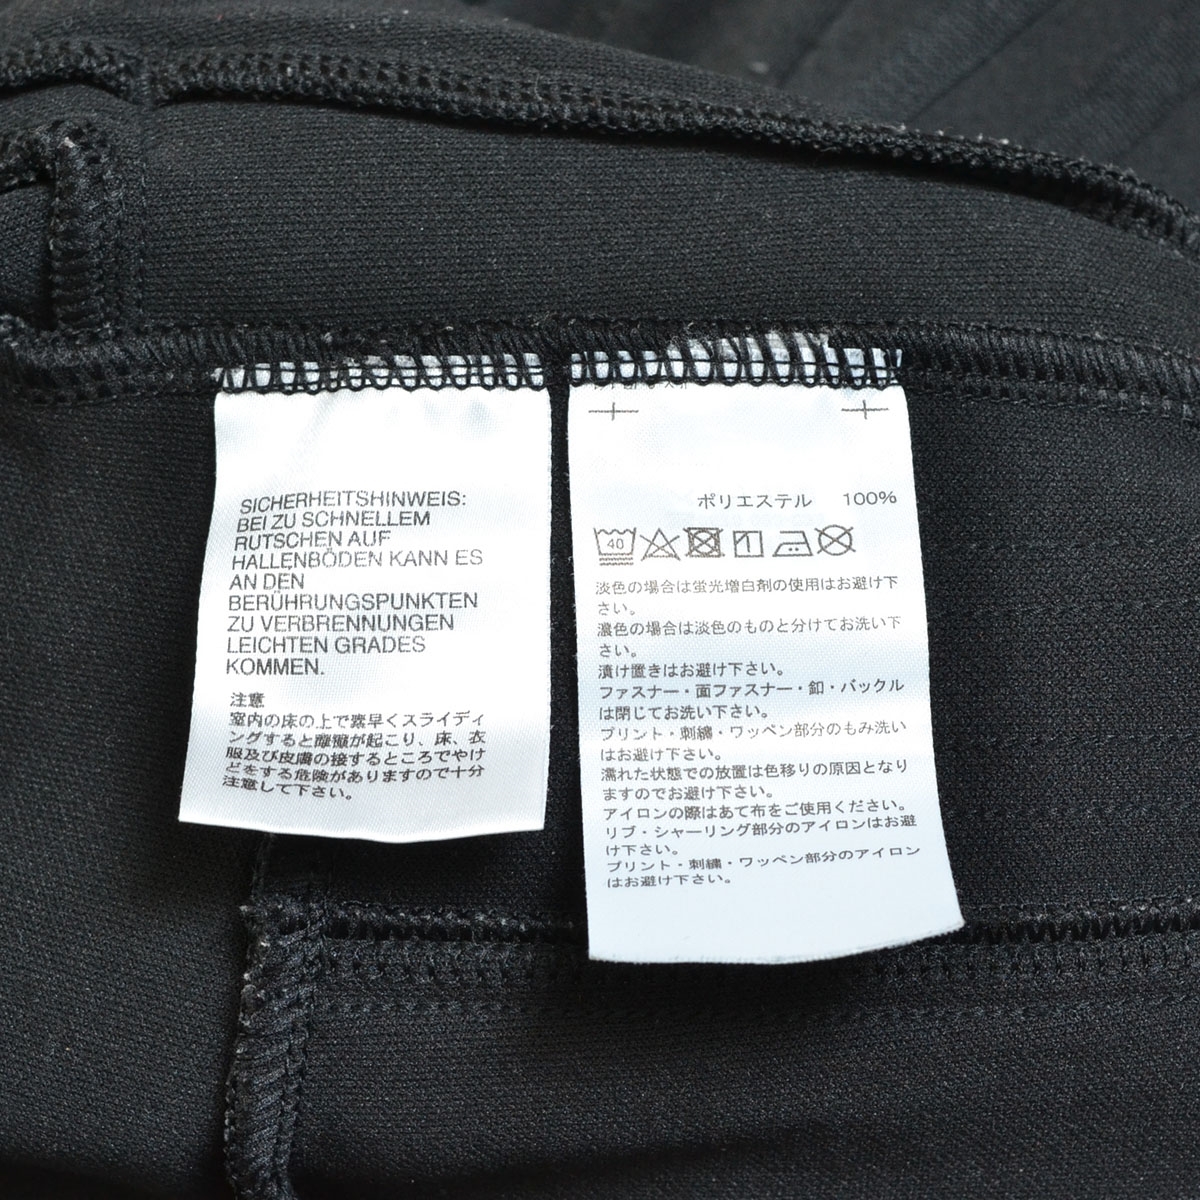 SICHERHEITSHINWEIS:
BEI ZU SCHNELLEM
RUTSCHEN AUF
HALLENBÖDEN KANN ES
AN DEN
BERÜHRUNGSPUNKTEN
ZU VERBRENNUNGEN
LEICHTEN GRADES
KOMMEN.
注意
室内の床の上で素早くスライディ
ングすると摩擦が起こり、床、衣
服及び皮膚の接するところでやけ
どをする危険がありますので十分
注意して下さい。
ポリエステル 100%
40
淡色の場合は蛍光増白剤の使用はお避け下
さい。
濃色の場合は淡色のものと分けてお洗い下
さい。
漬け置きはお避け下さい。
ファスナー・面ファスナー・釦・バックル
は閉じてお洗い下さい。
プリント・刺繍・ワッペン部分のもみ洗い
はお避け下さい。
濡れた状態での放置は色移りの原因となり
ますのでお避け下さい。
アイロンの際はあて布をご使用ください。
リブ・シャーリング部分のアイロンはお避
け下さい。
プリント・刺繍・ワッペン部分のアイロン
はお避け下さい。